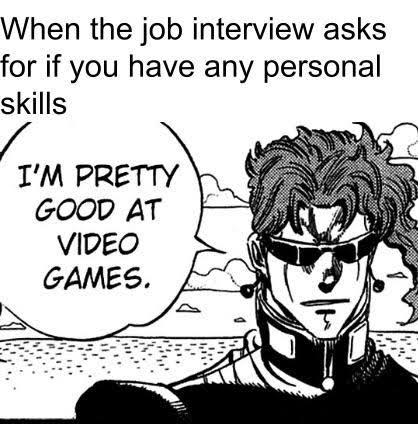 When the job interview asks
for if you have any personal
skills
I'M PRETTY
GOOD AT
VIDEO
GAMES.